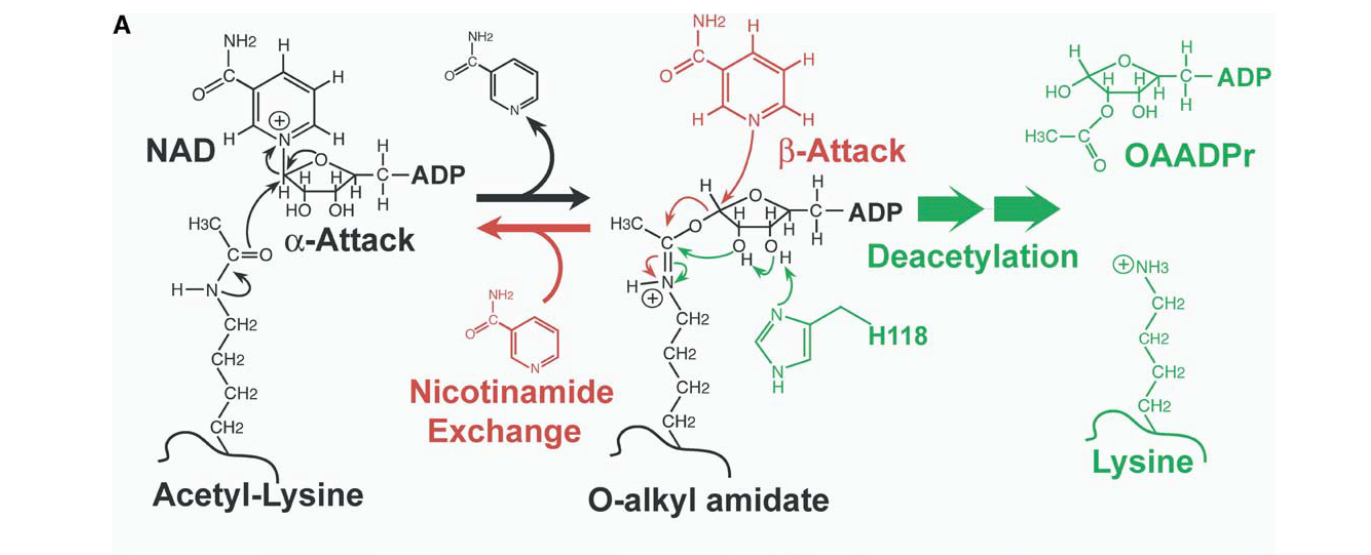 A
NH2
H
H
O
H
N
H
+
NAD
O
H
C
H
ADP
H
H
H
H
HO
OH
H3C
C
O
α-Attack
H
N
CH2
CH2
CH2
CH2
Acetyl-Lysine
NH2
C
O
N
NH2
C
O
N
Nicotinamide
Exchange
NH2
H
C
H
O
H
N
H
β-Attack
H
O
H
C
H
ADP
H
H
H
H3C
O
C
O
H
O
H
H
N
+
CH2
CH2
CH2
CH2
O-alkyl amidate
N
N
H
H118
Deacetylation
H
O
H
C
H
ADP
HO
H
H
H
O
OH
H3C
C
O
OAADPr
+
NH3
CH2
CH2
CH2
CH2
Lysine